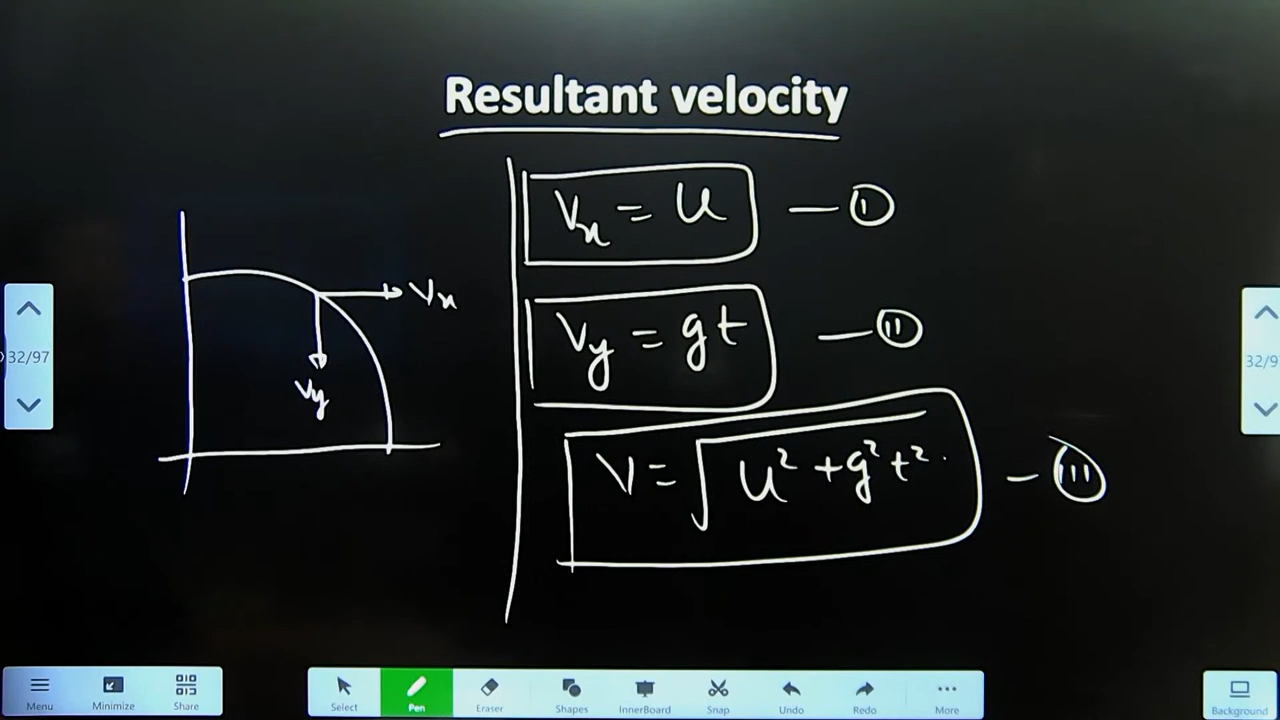 Resultant velocity
Vx = u — (I)
Vy = gt — (II)
V = √u² + g²t² — (III)
Vx
Vy
32/97
32/9
Menu
Minimize
Share
Select
Pen
Eraser
Shapes
InnerBoard
Snap
Undo
Redo
More
Background